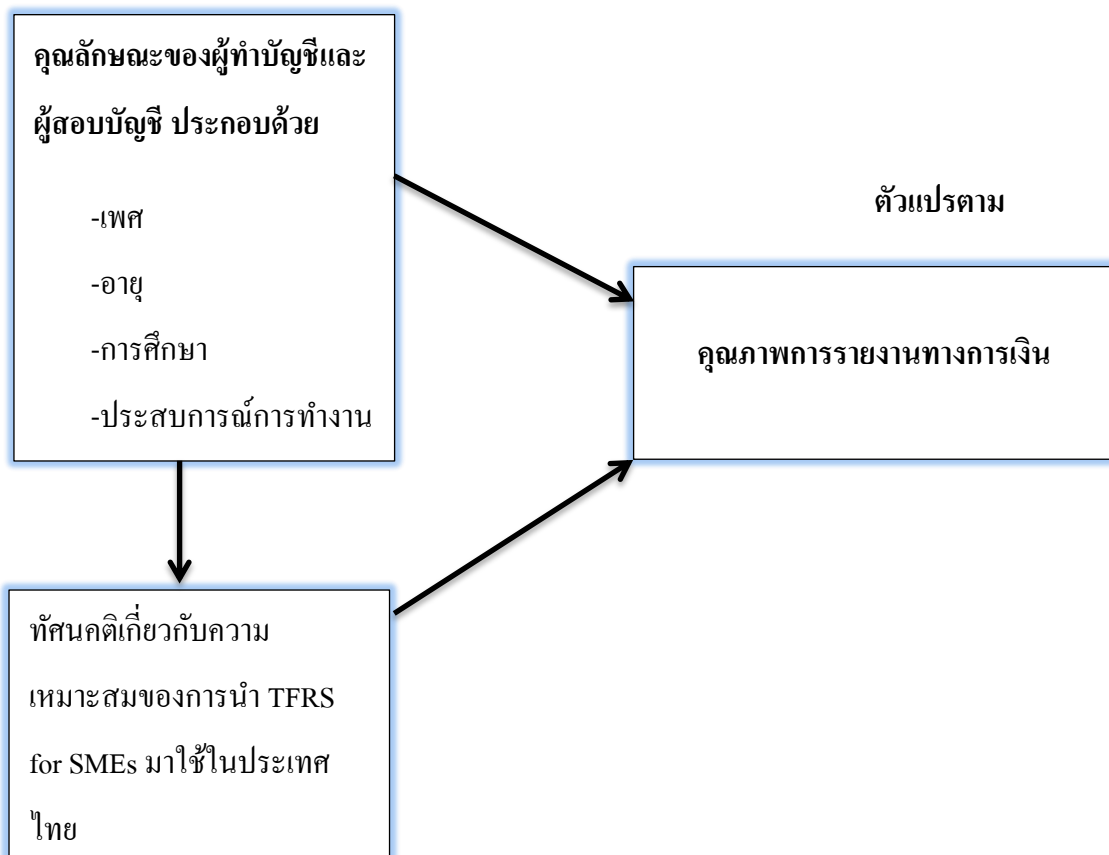 คุณลักษณะของผู้ทำบัญชีและ
ผู้สอบบัญชี ประกอบด้วย
-เพศ
-อายุ
-การศึกษา
-ประสบการณ์การทำงาน
ตัวแปรตาม
คุณภาพการรายงานทางการเงิน
ทัศนคติเกี่ยวกับความ
เหมาะสมของการนำ TFRS
for SMEs มาใช้ในประเทศ
ไทย